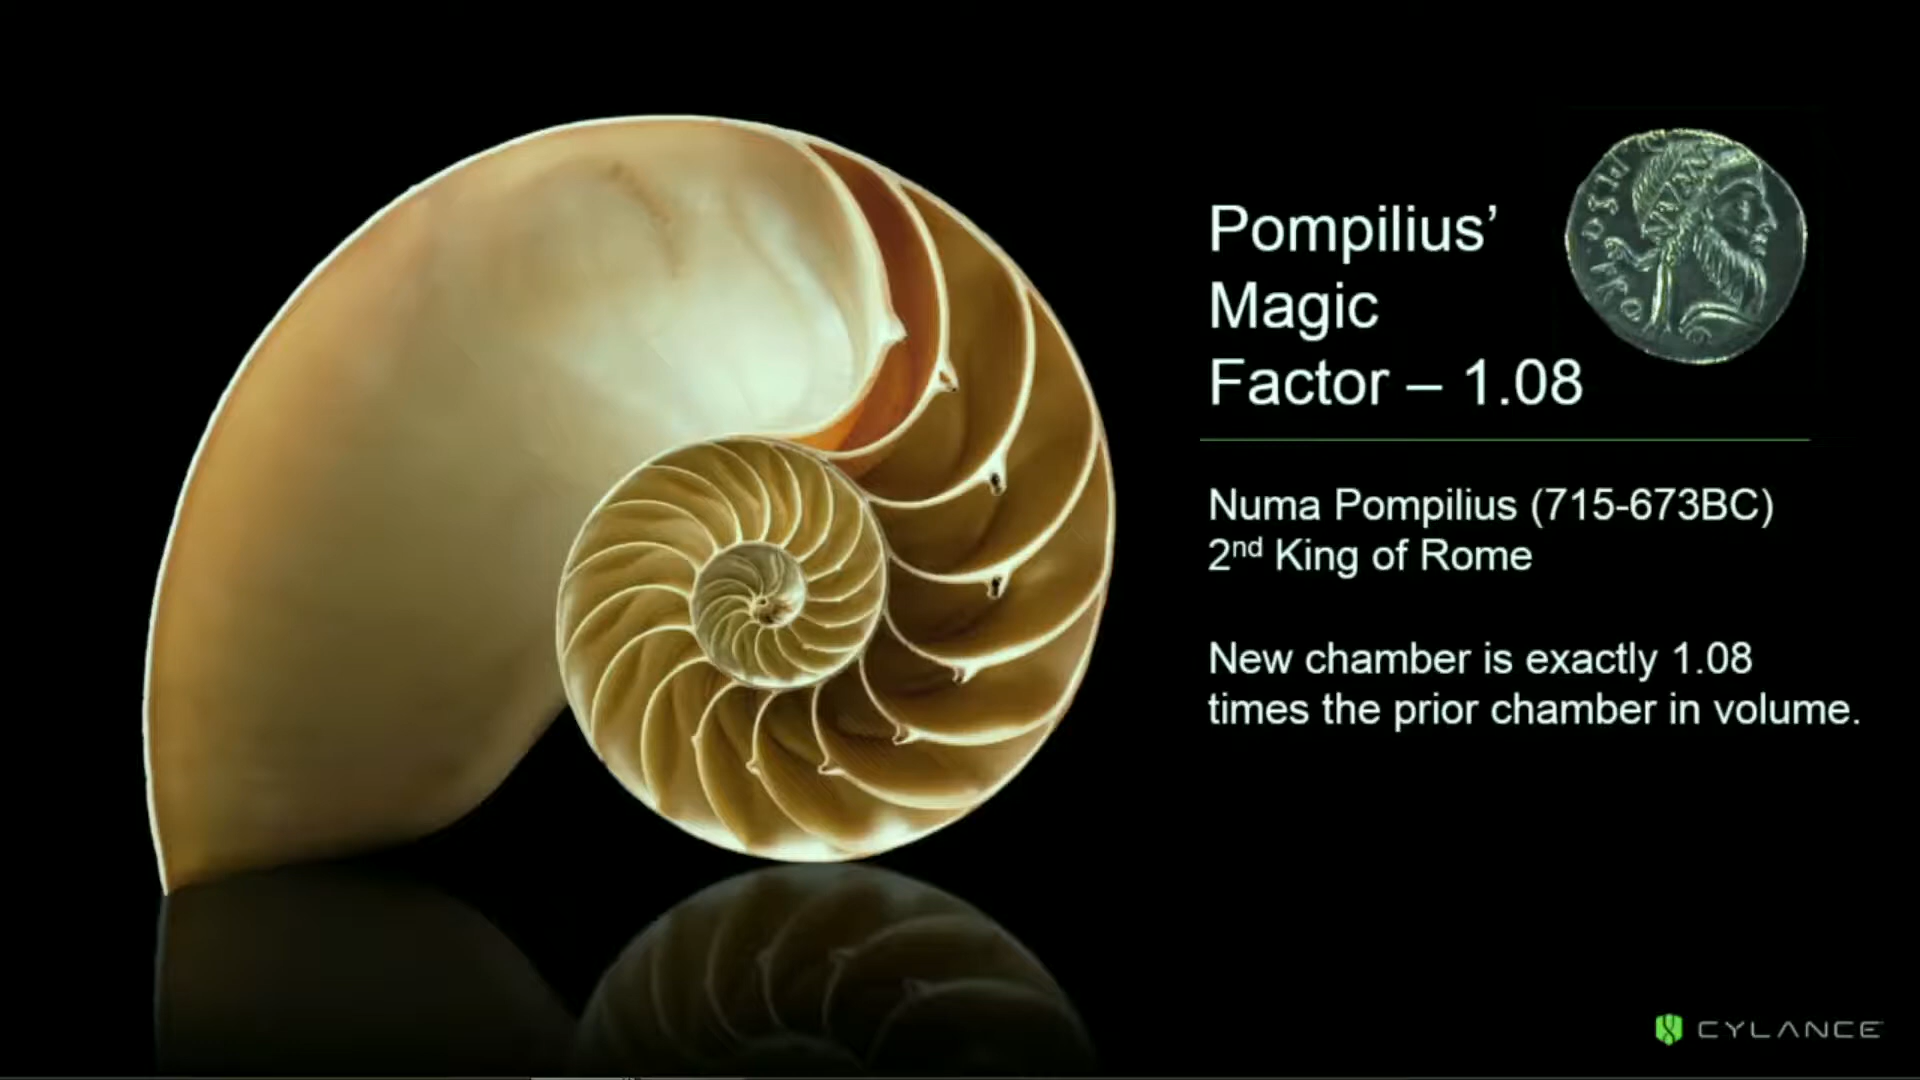 Pompilius’
Magic
Factor – 1.08
Numa Pompilius (715-673BC)
2nd King of Rome
New chamber is exactly 1.08
times the prior chamber in volume.
CYLANCE